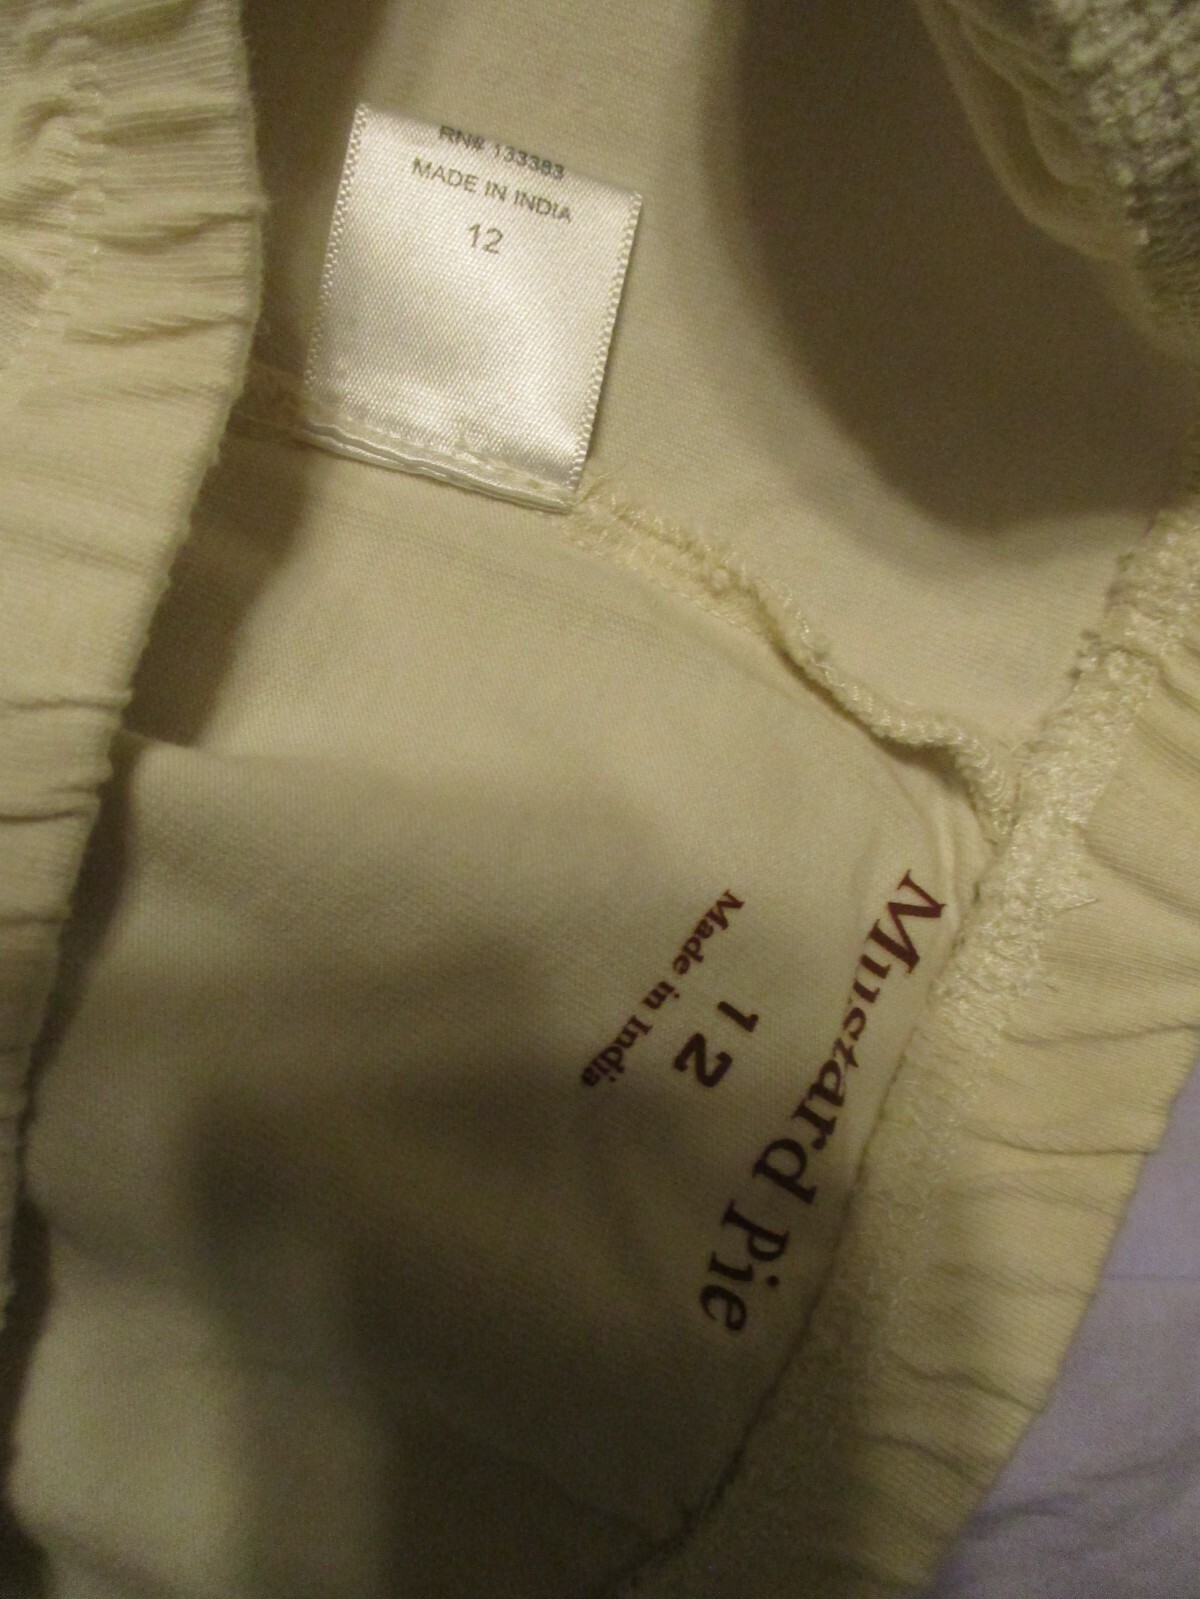 RN# 133383
MADE IN INDIA
12
Mustard Pie
12
Made in India